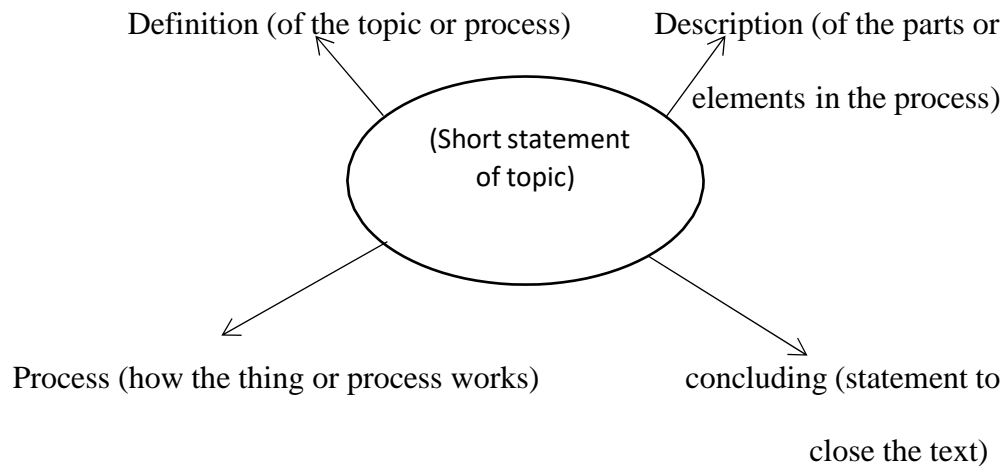 Definition (of the topic or process)
Description (of the parts or
elements in the process)
(Short statement
of topic)
Process (how the thing or process works)
concluding (statement to
close the text)